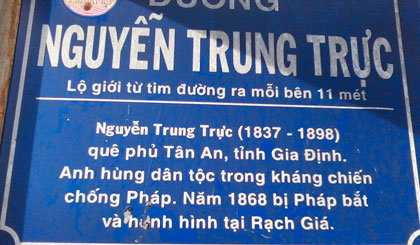 ĐƯỜNG
NGUYỄN TRUNG TRỰC
Lộ giới từ tim đường ra mỗi bên 11 mét
Nguyễn Trung Trực (1837 - 1898)
quê phủ Tân An, tỉnh Gia Định.
Anh hùng dân tộc trong kháng chiến
chống Pháp. Năm 1868 bị Pháp bắt
và hành hình tại Rạch Giá.